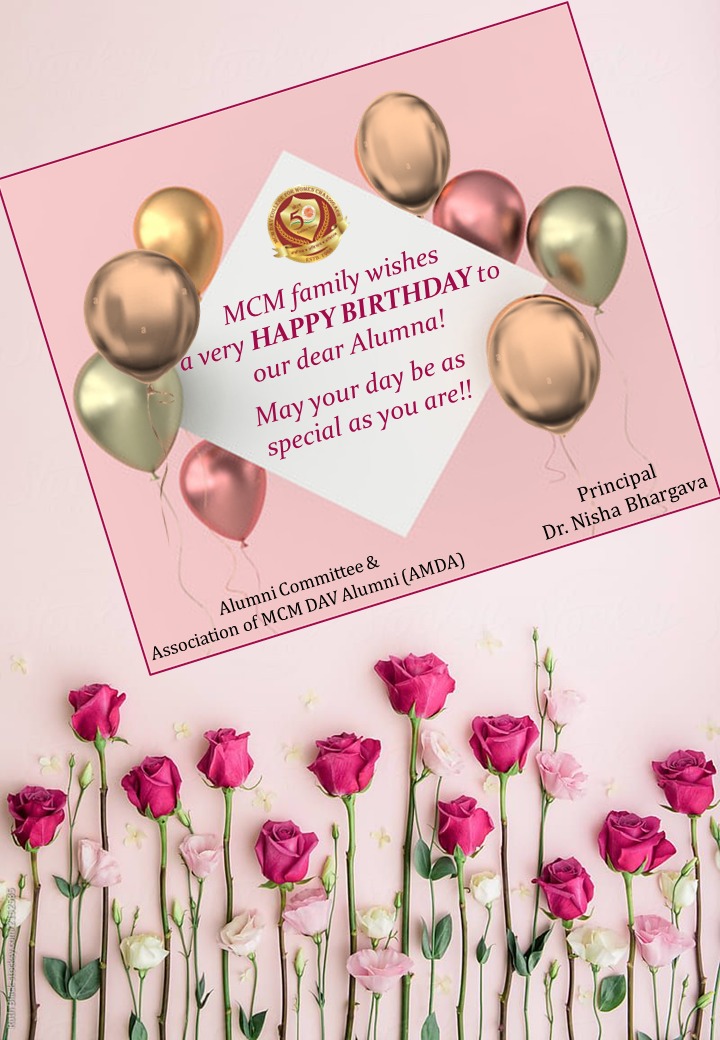 50
MCM family wishes
a very HAPPY BIRTHDAY to
our dear Alumna!
May your day be as
special as you are!!
Principal
Dr. Nisha Bhargava
Alumni Committee &
Association of MCM DAV Alumni (AMDA)